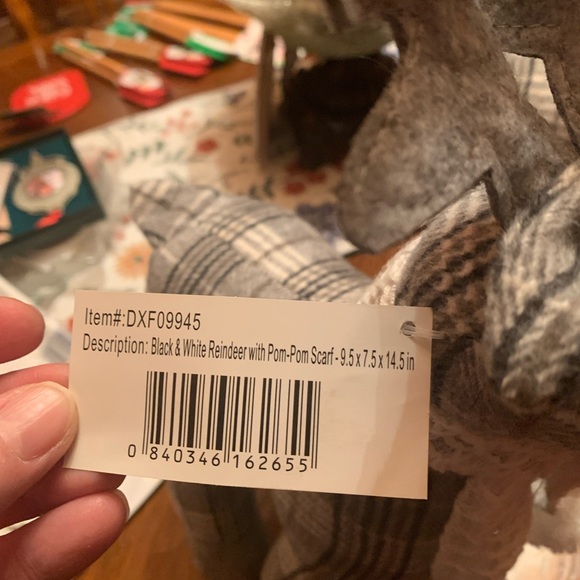 Item#:DXF09945
Description: Black & White Reindeer with Pom-Pom Scarf - 9.5 x 7.5 x 14.5 in
0 840346 162655